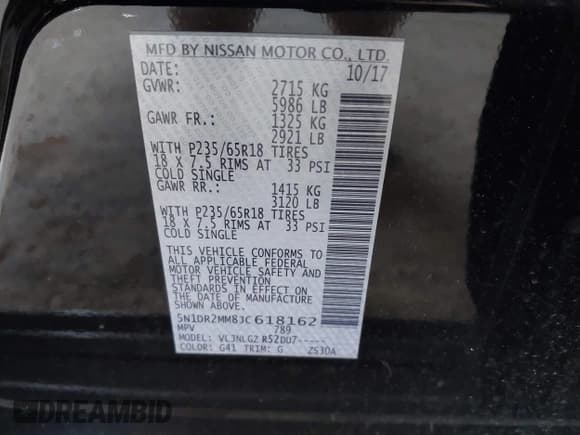 MFD BY NISSAN MOTOR CO., LTD.
DATE: 10/17
GVWR: 2715 KG
5986 LB
GAWR FR.: 1325 KG
2921 LB
WITH P235/65R18 TIRES
18 X 7.5 RIMS AT 33 PSI
COLD SINGLE
GAWR RR.: 1415 KG
3120 LB
WITH P235/65R18 TIRES
18 X 7.5 RIMS AT 33 PSI
COLD SINGLE
THIS VEHICLE CONFORMS TO
ALL APPLICABLE FEDERAL
MOTOR VEHICLE SAFETY AND
THEFT PREVENTION
STANDARDS IN EFFECT ON
THE DATE OF MANUFACTURE
SHOWN ABOVE.
5N1DR2MM8JC618162
MPV 789
MODEL: VLJNLGZ R52DU7-----
COLOR: G41 TRIM: G ZS30A
DREAMBID